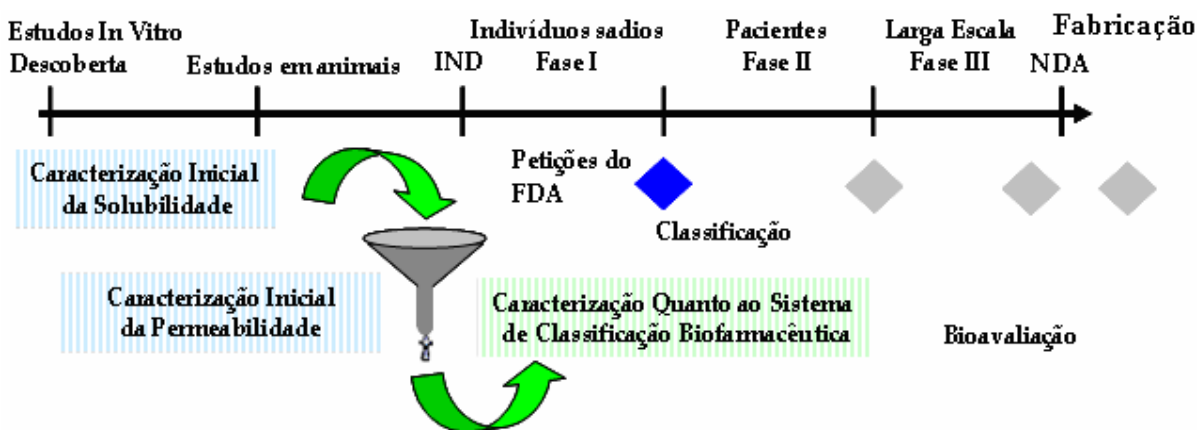 Estudos In Vitro
Descoberta
Estudos em animais
IND
Indivíduos sadios
Fase I
Pacientes
Fase II
Larga Escala
Fase III
NDA
Fabricação
Caracterização Inicial
da Solubilidade
Petições do
FDA
Classificação
Caracterização Inicial
da Permeabilidade
Caracterização Quanto ao Sistema
de Classificação Biofarmacêutica
Bioavaliação